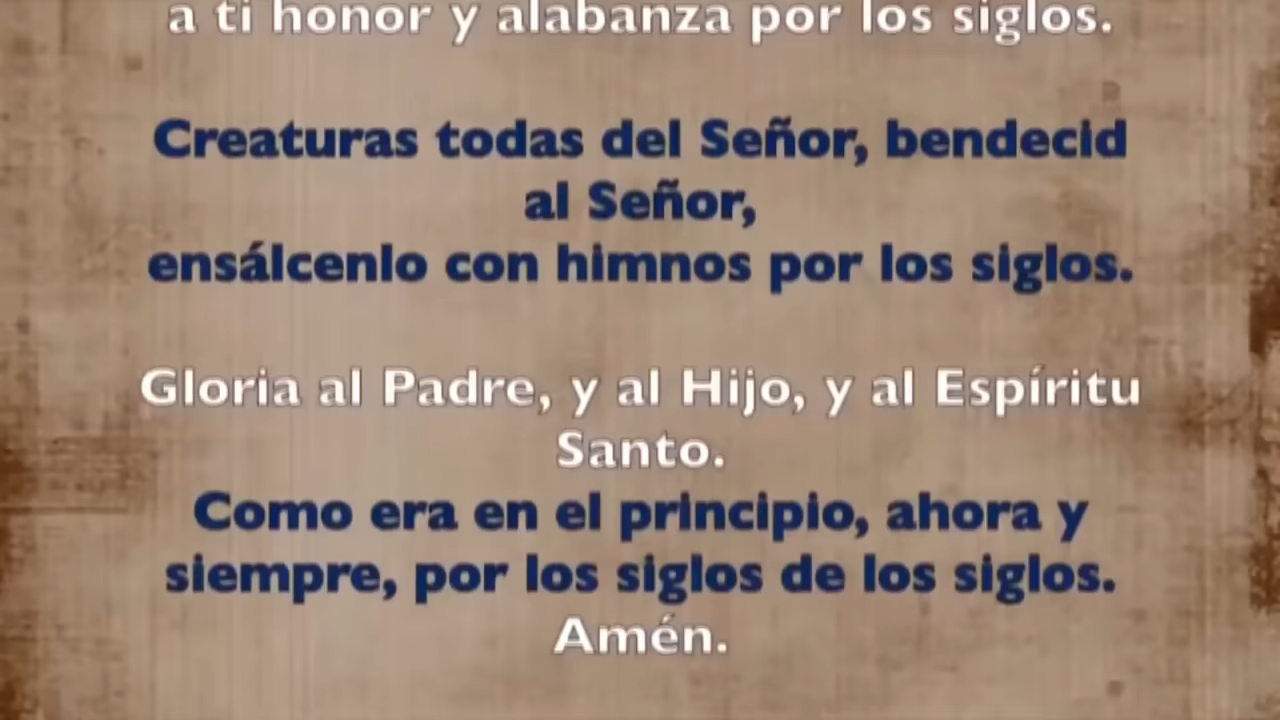 a ti honor y alabanza por los siglos.
Creaturas todas del Señor, bendecid
al Señor,
ensálcenlo con himnos por los siglos.
Gloria al Padre, y al Hijo, y al Espíritu
Santo.
Como era en el principio, ahora y
siempre, por los siglos de los siglos.
Amén.